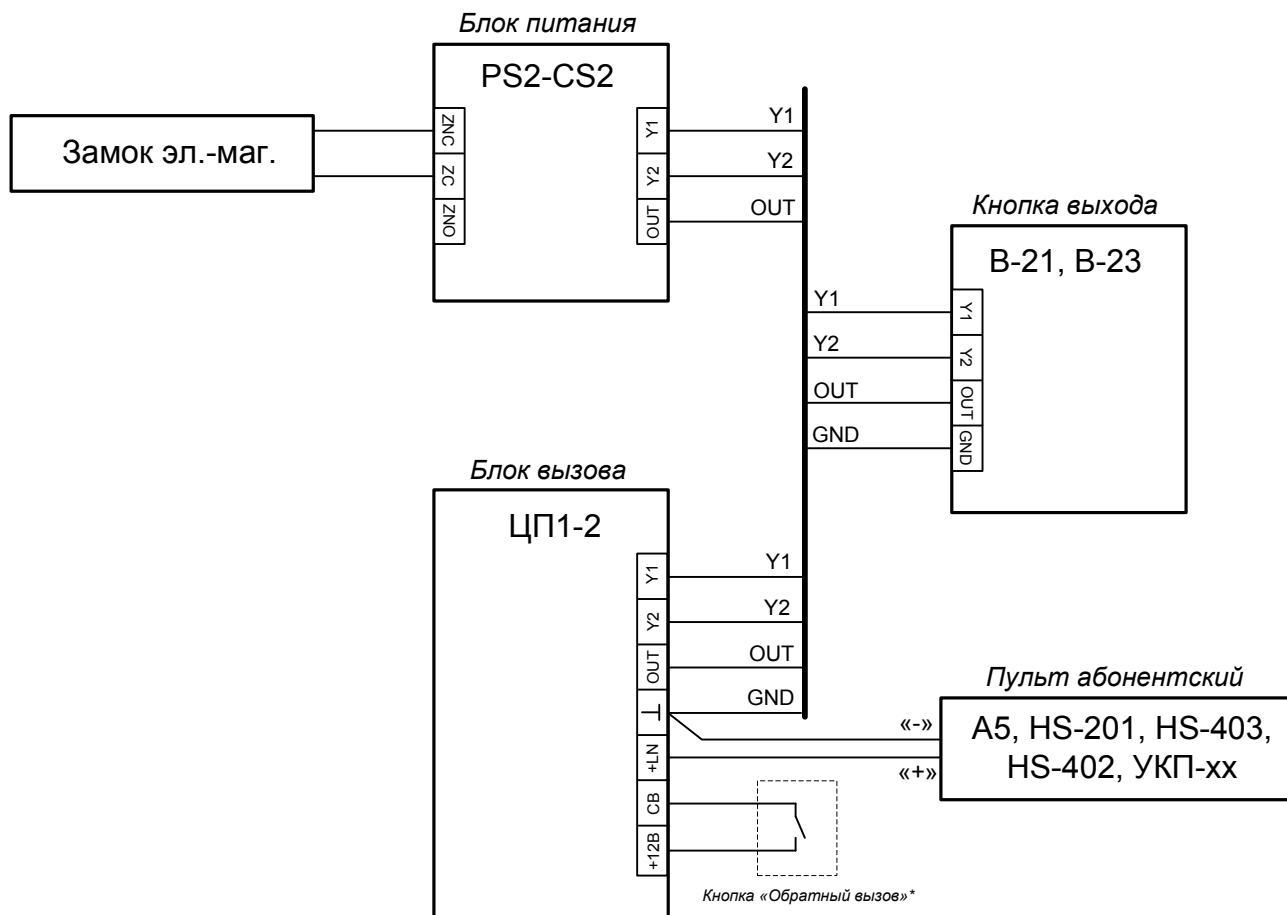 Блок питания
PS2-CS2
ZNC
ZC
ZNO
Y1
Y2
OUT
Y1
Y2
OUT
Замок эл.-маг.
Кнопка выхода
B-21, B-23
Y1
Y2
OUT
GND
Y1
Y2
OUT
GND
Блок вызова
ЦП1-2
Y1
Y2
OUT
⊥
+LN
CB
+12В
Y1
Y2
OUT
GND
Пульт абонентский
А5, HS-201, HS-403,
HS-402, УКП-хх
«-»
«+»
Кнопка «Обратный вызов»*